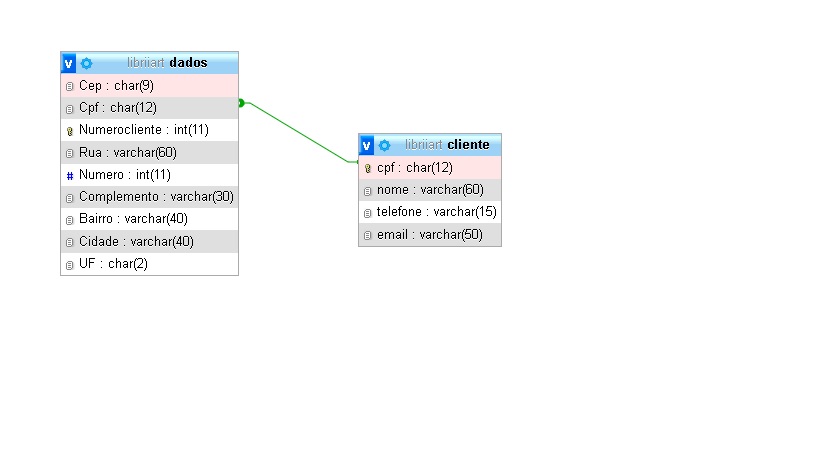 v libriiart dados
Cep : char(9)
Cpf : char(12)
Numerocliente : int(11)
Rua : varchar(60)
# Numero : int(11)
Complemento : varchar(30)
Bairro : varchar(40)
Cidade : varchar(40)
UF : char(2)
v libriiart cliente
cpf : char(12)
nome : varchar(60)
telefone : varchar(15)
email : varchar(50)